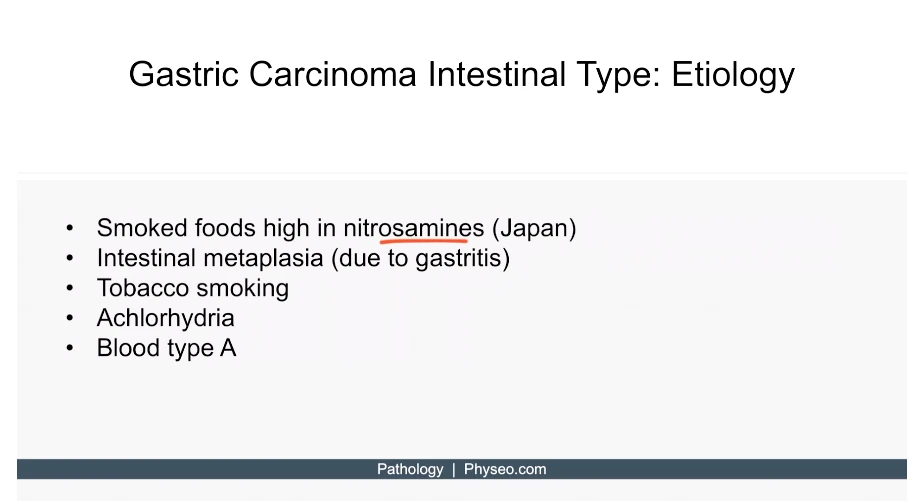 Gastric Carcinoma Intestinal Type: Etiology
• Smoked foods high in nitrosamines (Japan)
• Intestinal metaplasia (due to gastritis)
• Tobacco smoking
• Achlorhydria
• Blood type A
Pathology | Physeo.com